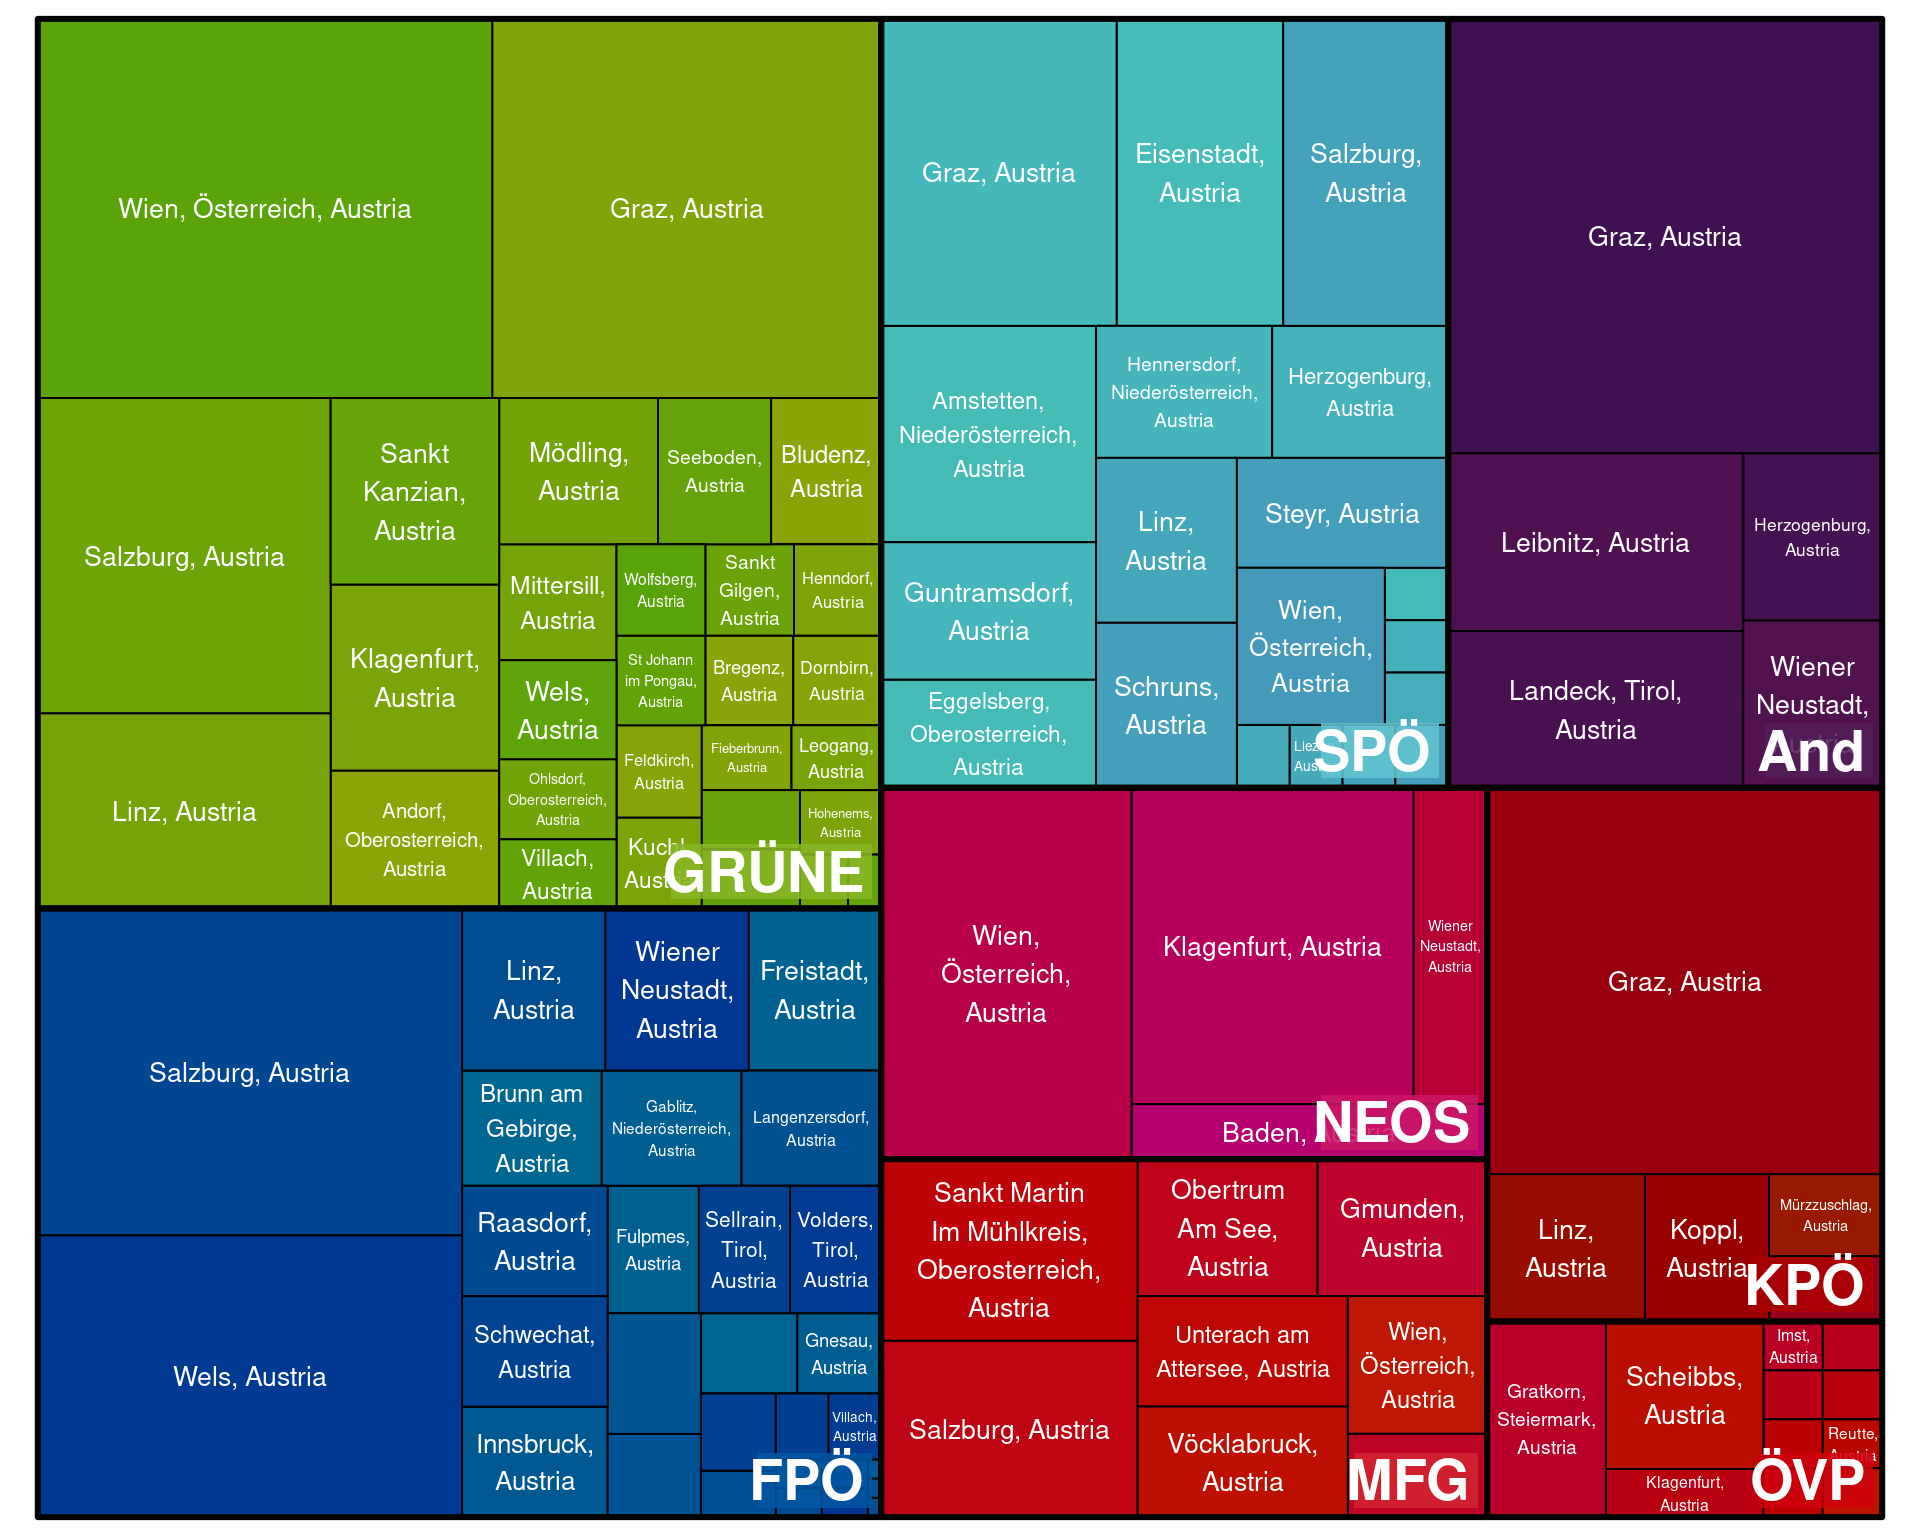 Wien, Österreich, Austria
Graz, Austria
Salzburg, Austria
Linz, Austria
Sankt
Kanzian,
Austria
Klagenfurt,
Austria
Andorf,
Oberosterreich,
Austria
Mödling,
Austria
Seeboden,
Austria
Bludenz,
Austria
Mittersill,
Austria
Wels,
Austria
Ohlsdorf,
Oberosterreich,
Austria
Villach,
Austria
Wolfsberg,
Austria
Sankt
Gilgen,
Austria
Henndorf,
Austria
St Johann
im Pongau,
Austria
Bregenz,
Austria
Dornbirn,
Austria
Feldkirch,
Austria
Fieberbrunn,
Austria
Leogang,
Austria
Kuchl,
Austria
Hohenems,
Austria
GRÜNE
Salzburg, Austria
Wels, Austria
Linz,
Austria
Wiener
Neustadt,
Austria
Freistadt,
Austria
Brunn am
Gebirge,
Austria
Gablitz,
Niederösterreich,
Austria
Langenzersdorf,
Austria
Raasdorf,
Austria
Schwechat,
Austria
Innsbruck,
Austria
Fulpmes,
Austria
Sellrain,
Tirol,
Austria
Volders,
Tirol,
Austria
Gnesau,
Austria
Villach,
Austria
FPÖ
Graz, Austria
Eisenstadt,
Austria
Salzburg,
Austria
Amstetten,
Niederösterreich,
Austria
Guntramsdorf,
Austria
Eggelsberg,
Oberosterreich,
Austria
Hennersdorf,
Niederösterreich,
Austria
Herzogenburg,
Austria
Linz,
Austria
Schruns,
Austria
Steyr, Austria
Wien,
Österreich,
Austria
SPÖ
Graz, Austria
Leibnitz, Austria
Landeck, Tirol,
Austria
Herzogenburg,
Austria
Wiener
Neustadt,
Austria
And
Wien,
Österreich,
Austria
Klagenfurt, Austria
Wiener
Neustadt,
Austria
Baden, Austria
NEOS
Sankt Martin
Im Mühlkreis,
Oberosterreich,
Austria
Salzburg, Austria
Obertrum
Am See,
Austria
Gmunden,
Austria
Unterach am
Attersee, Austria
Vöcklabruck,
Austria
Wien,
Österreich,
Austria
MFG
Graz, Austria
Linz,
Austria
Koppl,
Austria
Mürzzuschlag,
Austria
KPÖ
Gratkorn,
Steiermark,
Austria
Scheibbs,
Austria
Klagenfurt,
Austria
Imst,
Austria
Reutte,
Austria
ÖVP